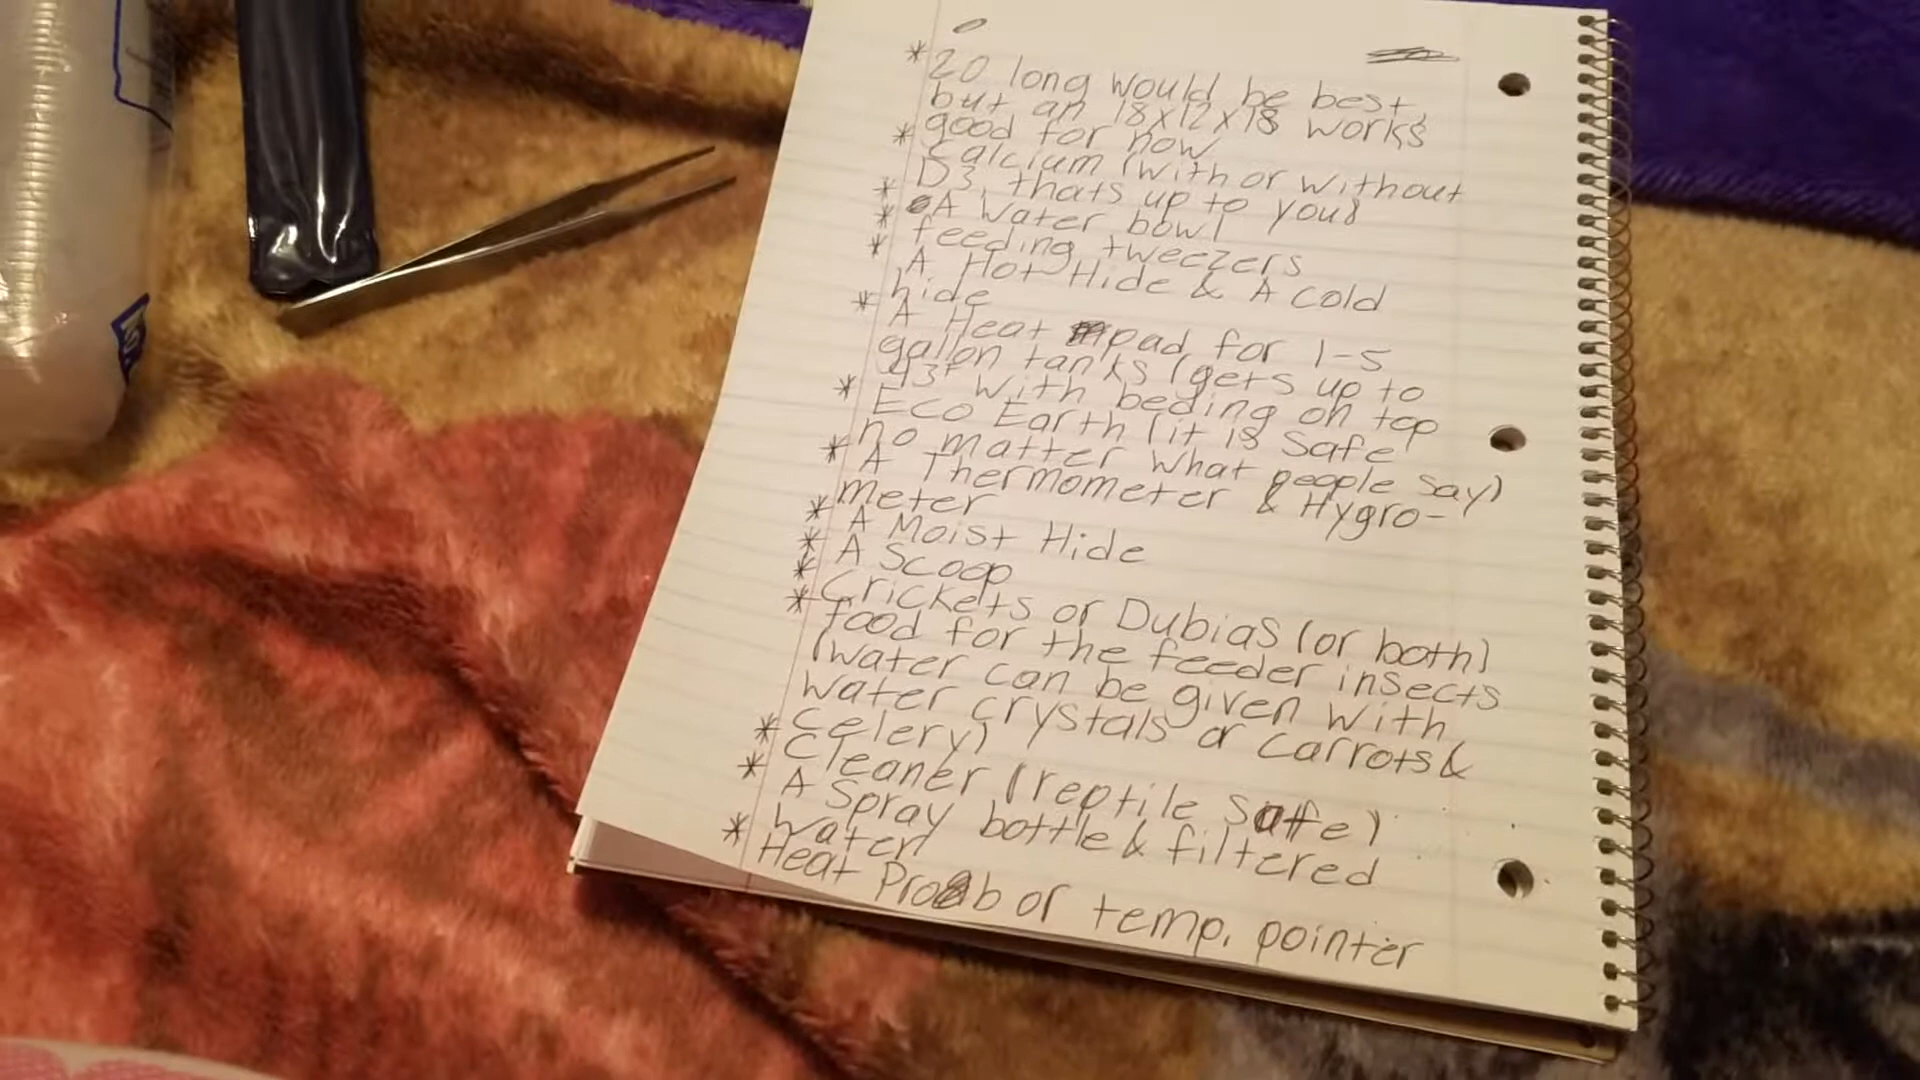 * 20 long would be best,
but an 18x12x18 works
good for now
* Calcium (with or without
D3, thats up to you)
* A Water bowl
* feeding tweezers
* A Hot Hide & A cold
hide
* A Heat pad for 1-5
gallon tanks (gets up to
93° with beding on top
* Eco Earth (it is safe
no matter what people say)
* A Thermometer & Hygro-
meter
* A Moist Hide
* A Scoop
* Crickets or Dubias (or both)
* food for the feeder insects
(water can be given with
water crystals or carrots &
celery)
* Cleaner (reptile safe)
* A Spray bottle & filtered
water
* Heat Prob or temp. pointer